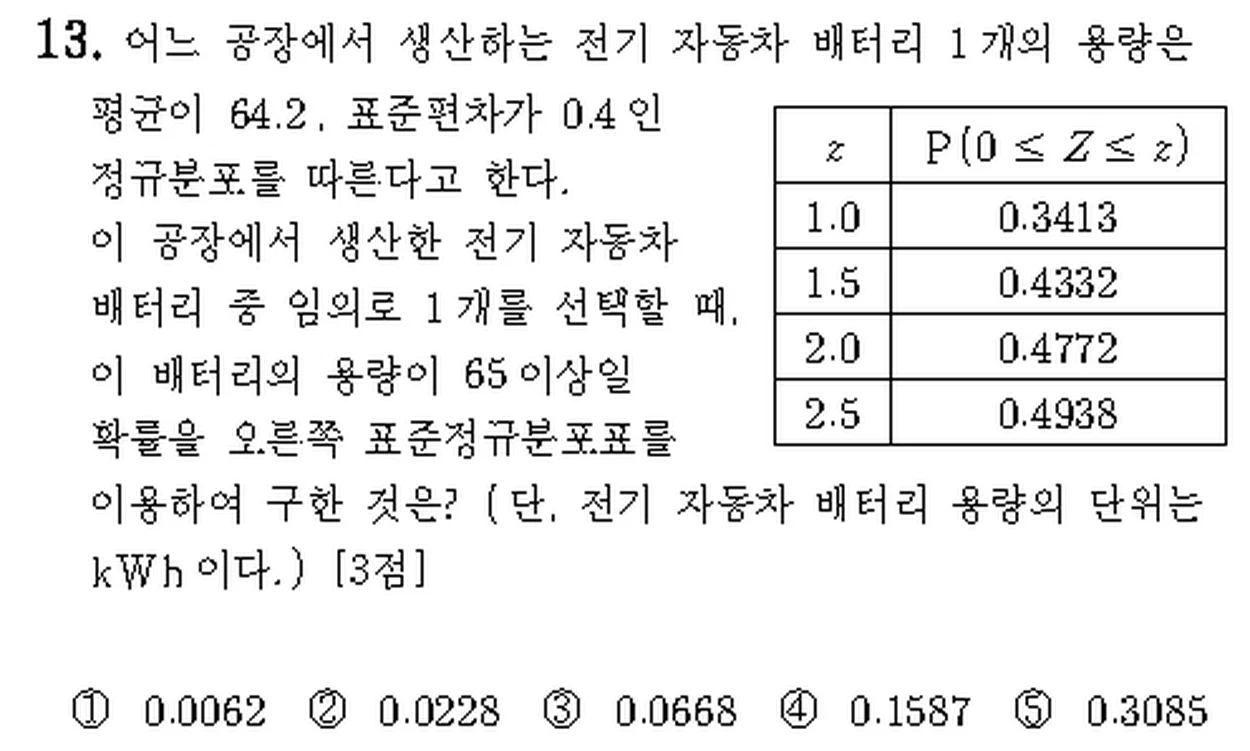 13. 어느 공장에서 생산하는 전기 자동차 배터리 1개의 용량은
평균이 64.2, 표준편차가 0.4인
정규분포를 따른다고 한다.
이 공장에서 생산한 전기 자동차
배터리 중 임의로 1개를 선택할 때,
이 배터리의 용량이 65이상일
확률을 오른쪽 표준정규분포표를
이용하여 구한 것은? (단, 전기 자동차 배터리 용량의 단위는
kWh이다.) [3점]
z P(0 ≤ Z ≤ z)
1.0 0.3413
1.5 0.4332
2.0 0.4772
2.5 0.4938
① 0.0062 ② 0.0228 ③ 0.0668 ④ 0.1587 ⑤ 0.3085